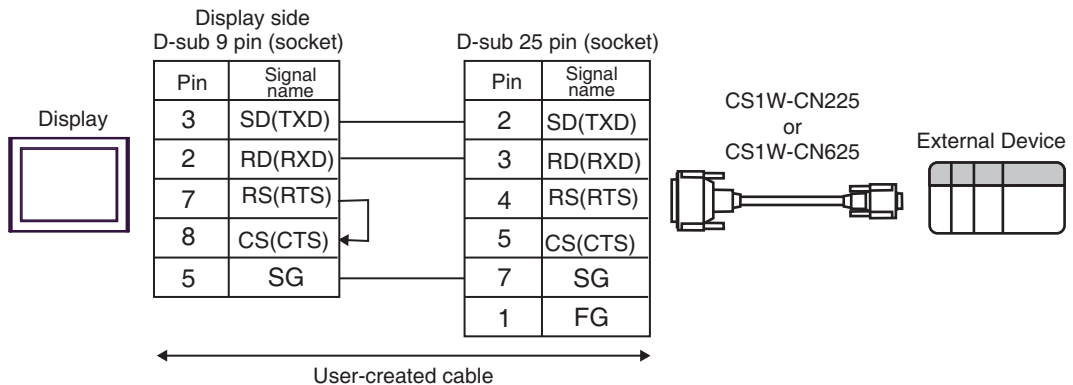 Display side
D-sub 9 pin (socket)
D-sub 25 pin (socket)
Pin Signal name
3 SD(TXD)
2 RD(RXD)
7 RS(RTS)
8 CS(CTS)
5 SG
Pin Signal name
2 SD(TXD)
3 RD(RXD)
4 RS(RTS)
5 CS(CTS)
7 SG
1 FG
Display
CS1W-CN225
or
CS1W-CN625
External Device
User-created cable